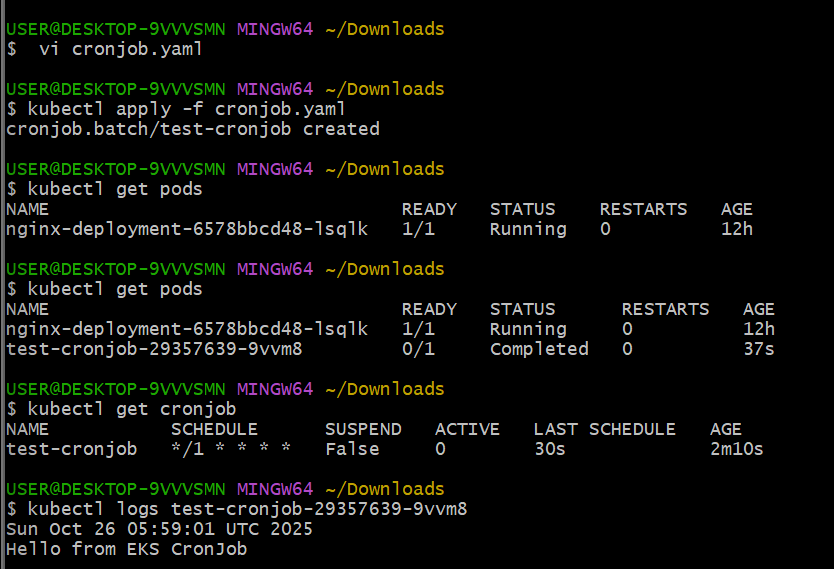 USER@DESKTOP-9VVVSMN MINGW64 ~/Downloads
$  vi cronjob.yaml
USER@DESKTOP-9VVVSMN MINGW64 ~/Downloads
$ kubectl apply -f cronjob.yaml
cronjob.batch/test-cronjob created
USER@DESKTOP-9VVVSMN MINGW64 ~/Downloads
$ kubectl get pods
NAME                                READY   STATUS    RESTARTS   AGE
nginx-deployment-6578bbcd48-lsqlk   1/1     Running   0          12h
USER@DESKTOP-9VVVSMN MINGW64 ~/Downloads
$ kubectl get pods
NAME                                READY   STATUS      RESTARTS   AGE
nginx-deployment-6578bbcd48-lsqlk   1/1     Running     0          12h
test-cronjob-29357639-9vvm8         0/1     Completed   0          37s
USER@DESKTOP-9VVVSMN MINGW64 ~/Downloads
$ kubectl get cronjob
NAME           SCHEDULE      SUSPEND   ACTIVE   LAST SCHEDULE   AGE
test-cronjob   */1 * * * *   False     0        30s             2m10s
USER@DESKTOP-9VVVSMN MINGW64 ~/Downloads
$ kubectl logs test-cronjob-29357639-9vvm8
Sun Oct 26 05:59:01 UTC 2025
Hello from EKS CronJob